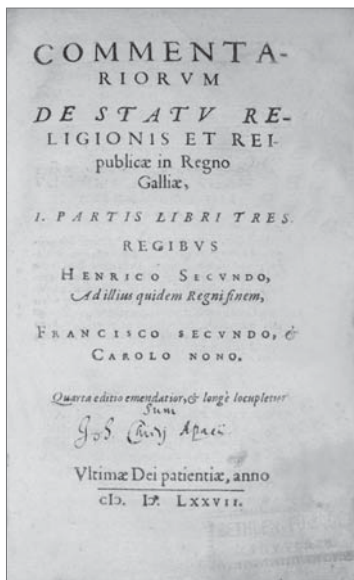 COMMENTA-
RIORVM
DE STATV RE-
LIGIONIS ET REI-
publicæ in Regno
Galliæ,
I. PARTIS LIBRI TRES.
REGIBVS
HENRICO SECVNDO,
Ad illius quidem Regni finem,
FRANCISCO SECVNDO, &
CAROLO NONO.
Quarta editio emendatior, & longè locupletior
Sum
Joh.
Vltimæ Dei patientiæ, anno
cIɔ. Iɔ. LXXVII.